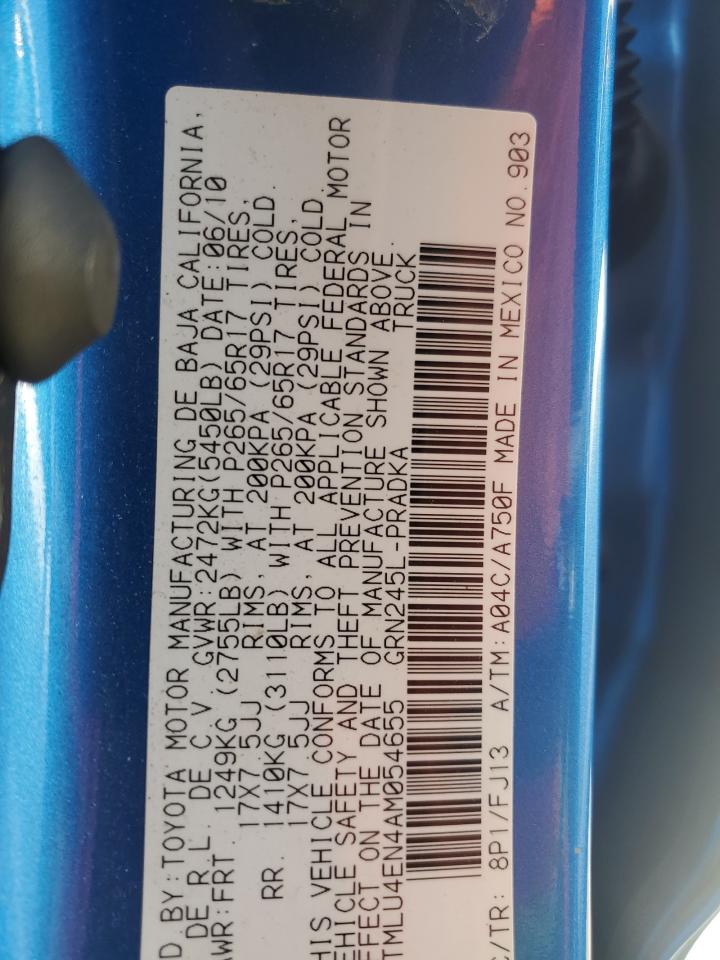 D BY:TOYOTA MOTOR MANUFACTURING DE BAJA CALIFORNIA,
DE R.L. DE C.V. GVWR:2472KG(5450LB) DATE:06/10
AWR:FRT. 1249KG (2755LB) WITH P265/65R17 TIRES,
17X7.5JJ RIMS, AT 200KPA (29PSI) COLD.
RR. 1410KG (3110LB) WITH P265/65R17 TIRES,
17X7.5JJ RIMS, AT 200KPA (29PSI) COLD.
HIS VEHICLE CONFORMS TO ALL APPLICABLE FEDERAL MOTOR
EHICLE SAFETY AND THEFT PREVENTION STANDARDS IN
FFECT ON THE DATE OF MANUFACTURE SHOWN ABOVE.
TMLU4EN4AM054655 GRN245L-PRADKA TRUCK
C/TR: 8P1/FJ13 A/TM:A04C/A750F MADE IN MEXICO NO.903